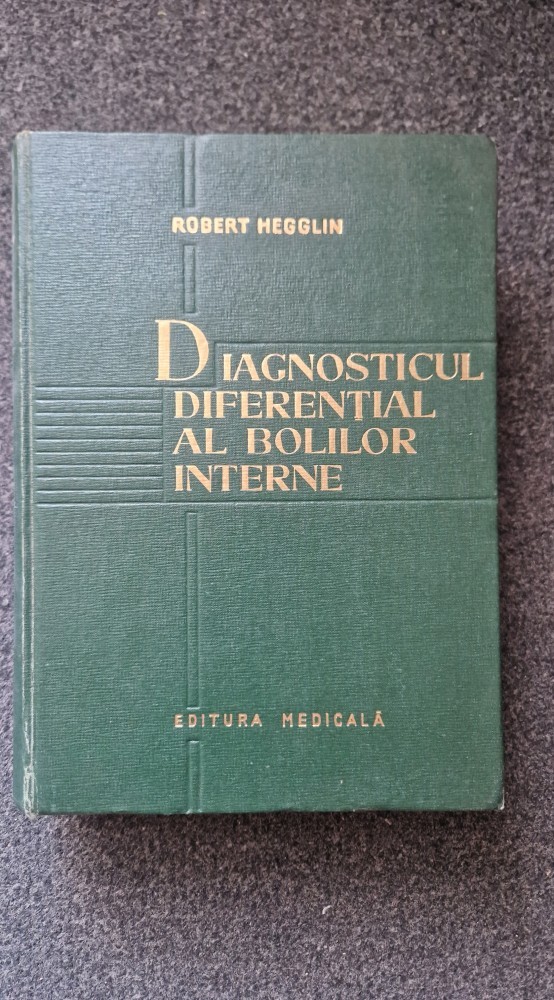 ROBERT HEGGLIN
DIAGNOSTICUL
DIFERENȚIAL
AL BOLILOR
INTERNE
EDITURA MEDICALĂ